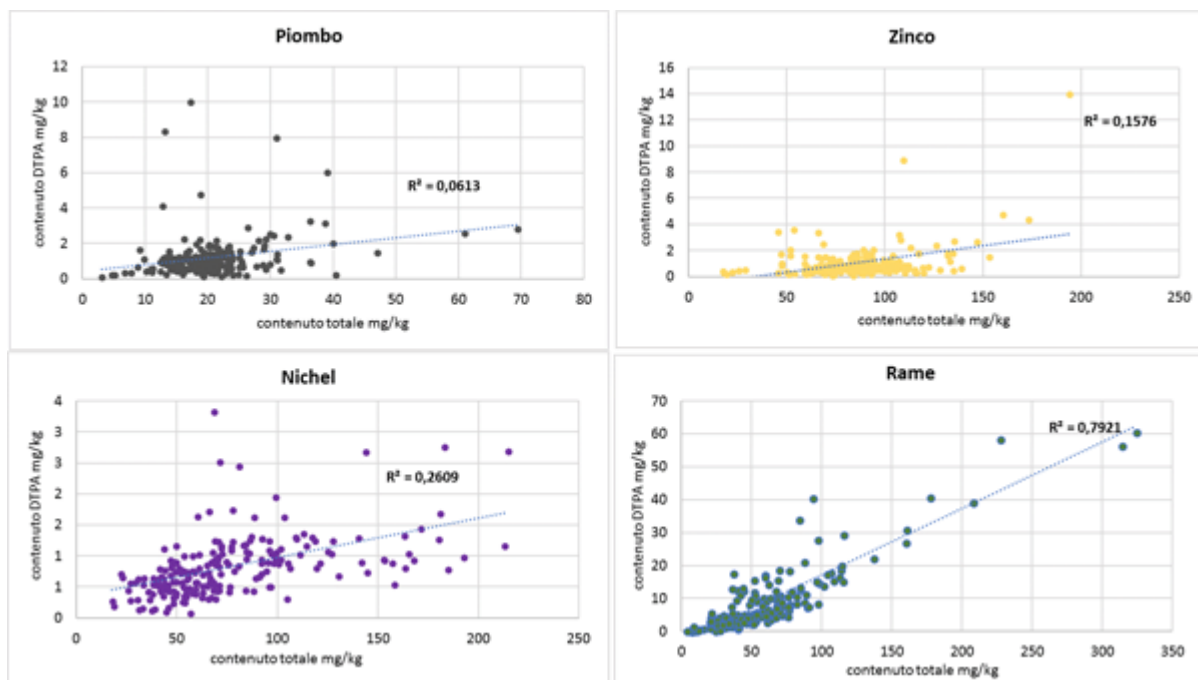 Piombo
contenuto DTPA mg/kg
12
10
8
6
4
2
0
R² = 0,0613
0 10 20 30 40 50 60 70 80
contenuto totale mg/kg
Zinco
contenuto DTPA mg/kg
16
14
12
10
8
6
4
2
0
R² = 0,1576
0 50 100 150 200 250
contenuto totale mg/kg
Nichel
contenuto DTPA mg/kg
4
3
3
2
2
1
1
0
R² = 0,2609
0 50 100 150 200 250
contenuto totale mg/kg
Rame
contenuto DTPA mg/kg
70
60
50
40
30
20
10
0
R² = 0,7921
0 50 100 150 200 250 300 350
contenuto totale mg/kg